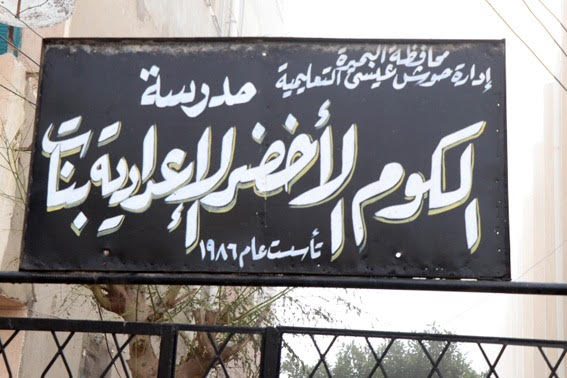 محافظة البحيرة
إدارة حوش عيسى التعليمية
مدرسة
الكوم الأخضر الإعدادية بنات
تأسست عام ١٩٨٦